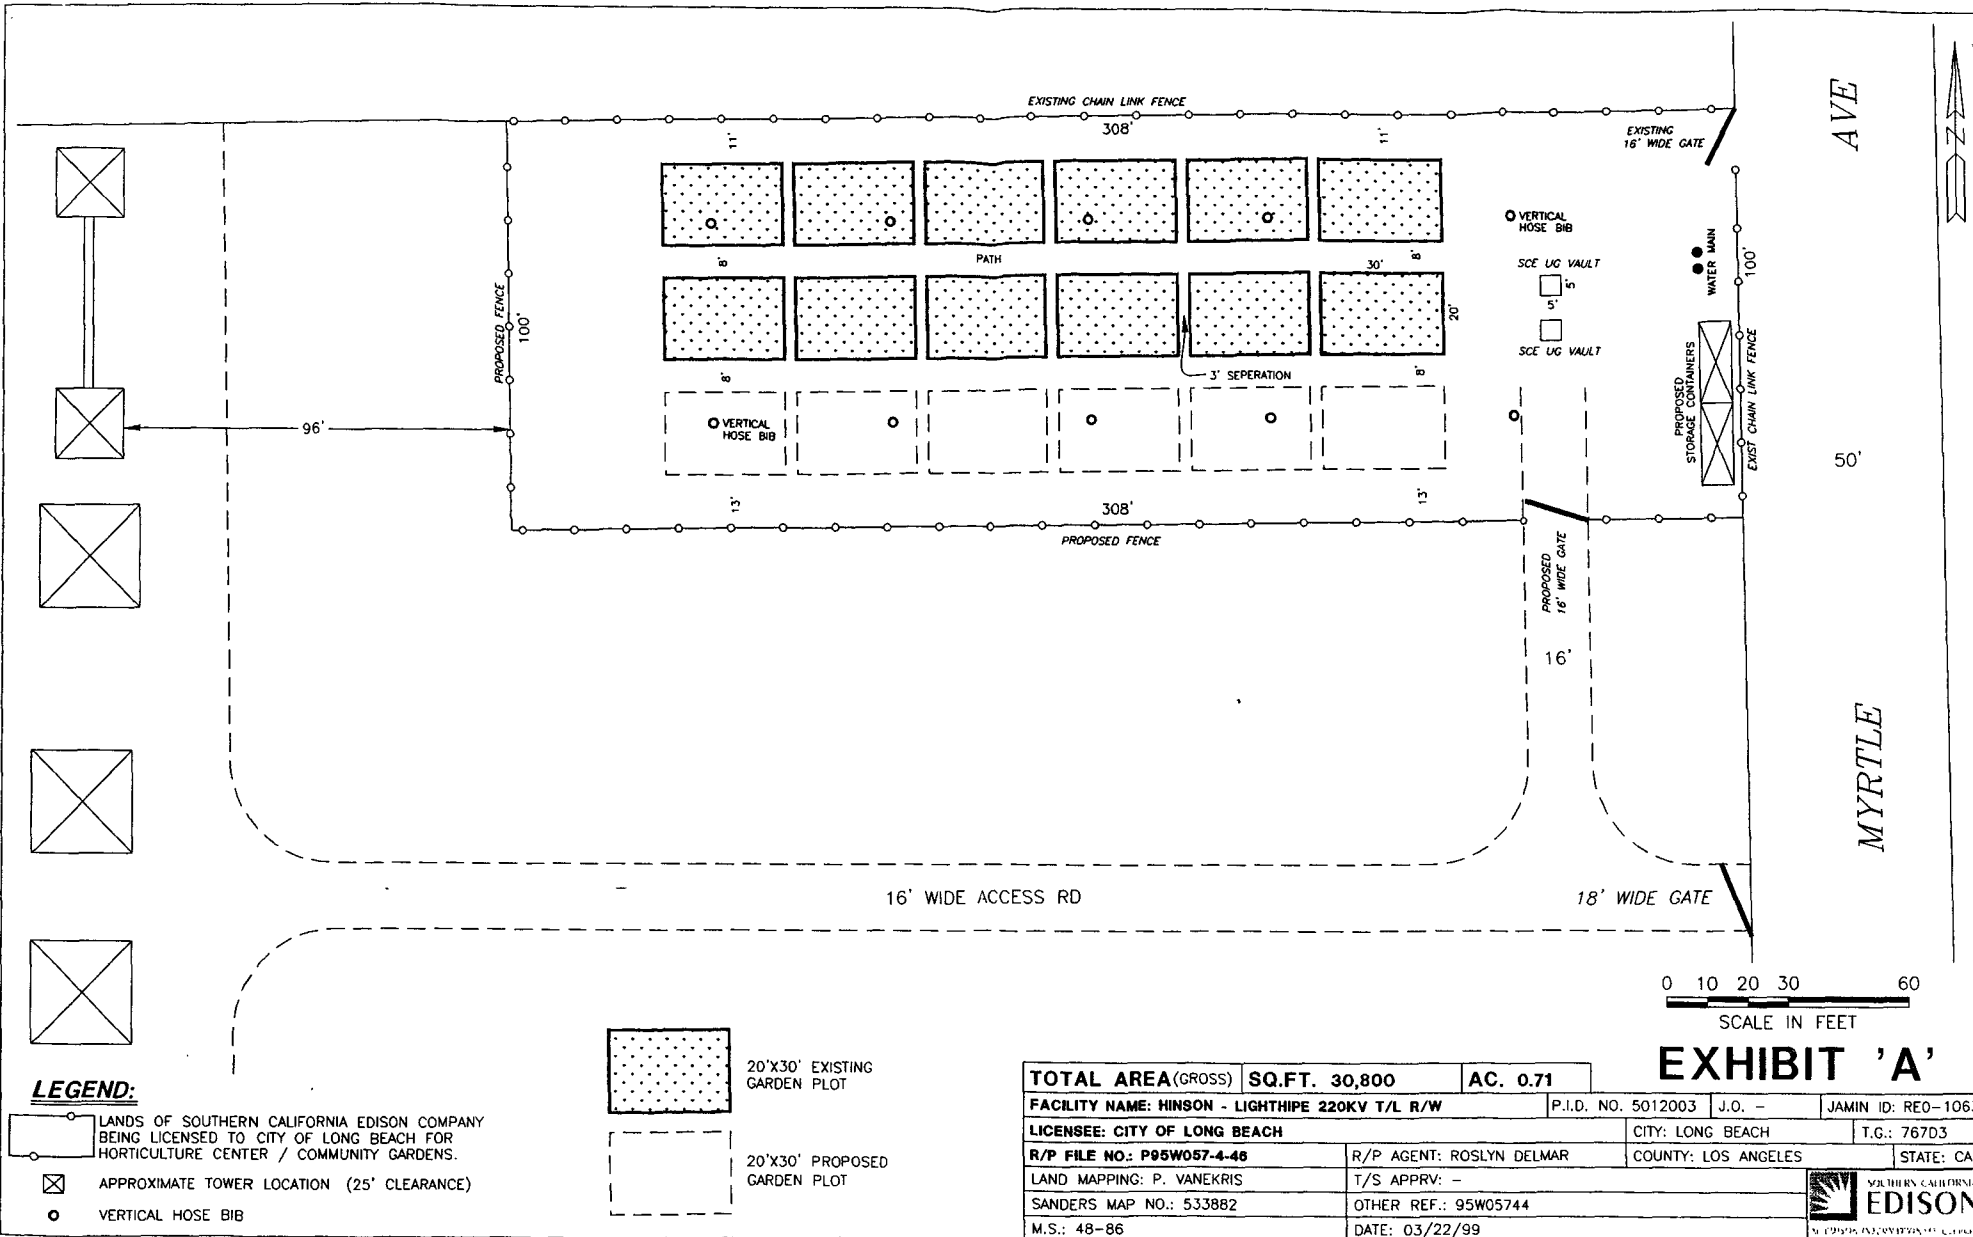 EXISTING CHAIN LINK FENCE
308'
11'
11'
EXISTING
16' WIDE GATE
AVE
N
VERTICAL
HOSE BIB
PATH
8'
30'
8'
SCE UG VAULT
5'
5'
SCE UG VAULT
WATER MAIN
100'
PROPOSED FENCE
100'
20'
3' SEPERATION
8'
8'
PROPOSED
STORAGE CONTAINERS
EXIST CHAIN LINK FENCE
96'
VERTICAL
HOSE BIB
50'
13'
308'
13'
PROPOSED FENCE
PROPOSED
16' WIDE GATE
16'
MYRTLE
16' WIDE ACCESS RD
18' WIDE GATE
0 10 20 30 60
SCALE IN FEET
EXHIBIT 'A'
LEGEND:
LANDS OF SOUTHERN CALIFORNIA EDISON COMPANY
BEING LICENSED TO CITY OF LONG BEACH FOR
HORTICULTURE CENTER / COMMUNITY GARDENS.
APPROXIMATE TOWER LOCATION (25' CLEARANCE)
VERTICAL HOSE BIB
20'X30' EXISTING
GARDEN PLOT
20'X30' PROPOSED
GARDEN PLOT
TOTAL AREA(GROSS) SQ.FT. 30,800 AC. 0.71
FACILITY NAME: HINSON - LIGHTHIPE 220KV T/L R/W P.I.D. NO. 5012003 J.O. - JAMIN ID: REO-106
LICENSEE: CITY OF LONG BEACH CITY: LONG BEACH T.G.: 767D3
R/P FILE NO.: P95W057-4-46 R/P AGENT: ROSLYN DELMAR COUNTY: LOS ANGELES STATE: CA
LAND MAPPING: P. VANEKRIS T/S APPRV: -
SANDERS MAP NO.: 533882 OTHER REF.: 95W05744
M.S.: 48-86 DATE: 03/22/99
SOUTHERN CALIFORNIA
EDISON